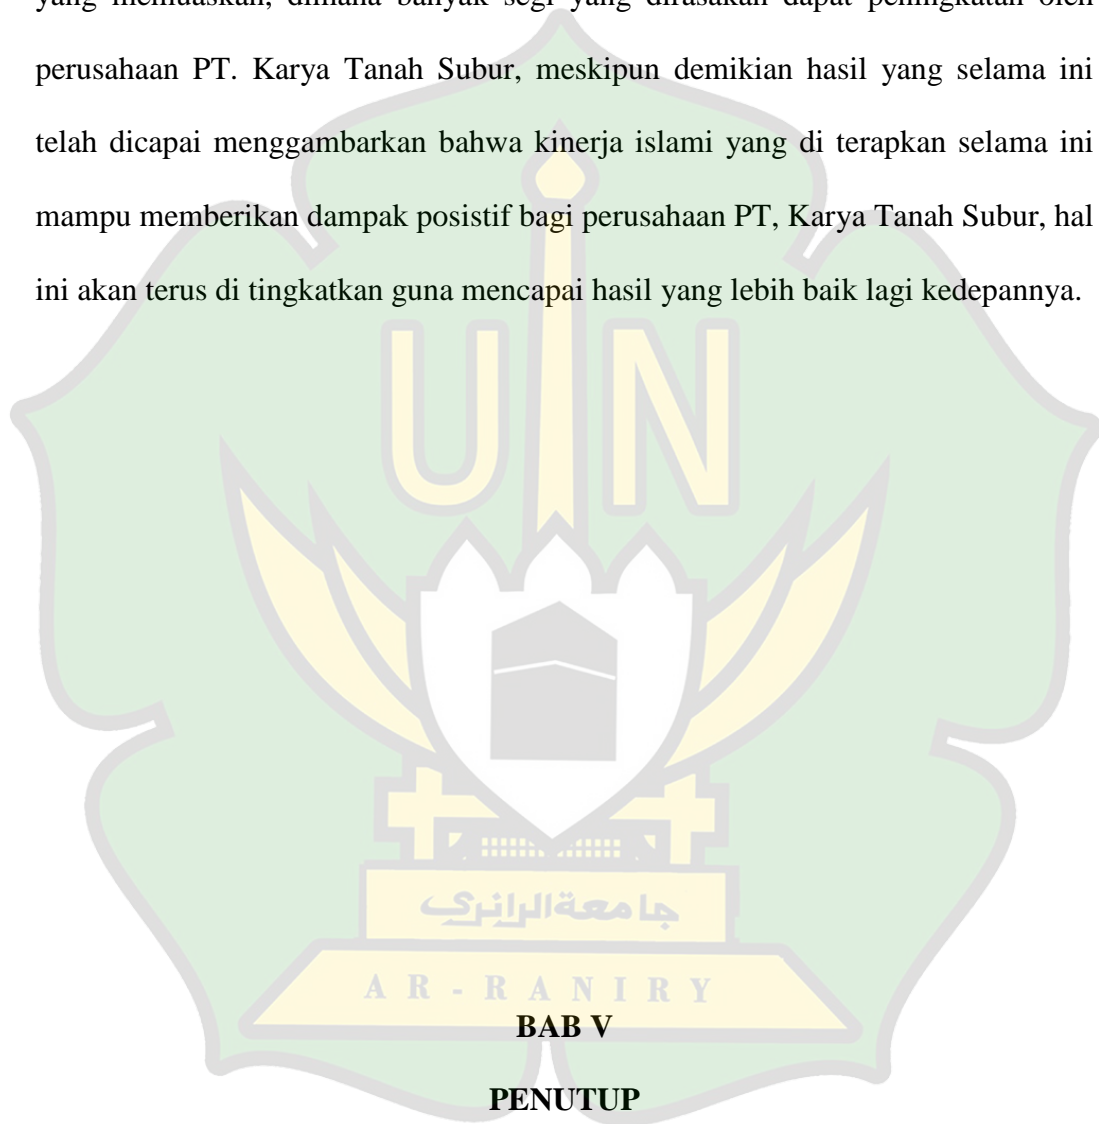 yang memuaskan, dimana banyak segi yang dirasakan dapat peningkatan oleh
perusahaan PT. Karya Tanah Subur, meskipun demikian hasil yang selama ini
telah dicapai menggambarkan bahwa kinerja islami yang di terapkan selama ini
mampu memberikan dampak posistif bagi perusahaan PT, Karya Tanah Subur, hal
ini akan terus di tingkatkan guna mencapai hasil yang lebih baik lagi kedepannya.
UIN
جامعة الرانري
AR-RANIRY
BAB V
PENUTUP